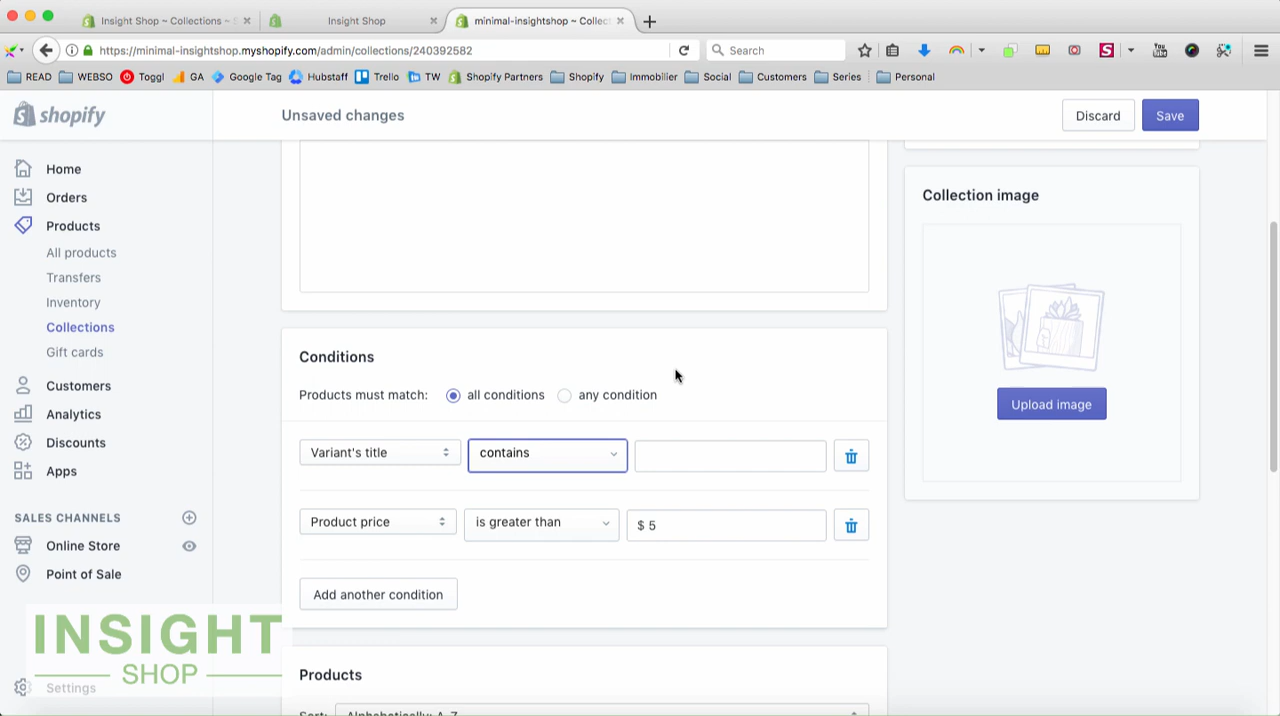 Insight Shop ~ Collections ~
Insight Shop
minimal-insightshop ~ Collect
https://minimal-insightshop.myshopify.com/admin/collections/240392582
Search
READ WEBSO Toggl GA Google Tag Hubstaff Trello TW Shopify Partners Shopify Immobilier Social Customers Series Personal
shopify
Unsaved changes
Discard
Save
Home
Orders
Products
All products
Transfers
Inventory
Collections
Gift cards
Customers
Analytics
Discounts
Apps
SALES CHANNELS
Online Store
Point of Sale
Settings
INSIGHT
SHOP
Conditions
Products must match: all conditions any condition
Variant's title contains
Product price is greater than $ 5
Add another condition
Products
Sort: Alphabetically: A-Z
Collection image
Upload image